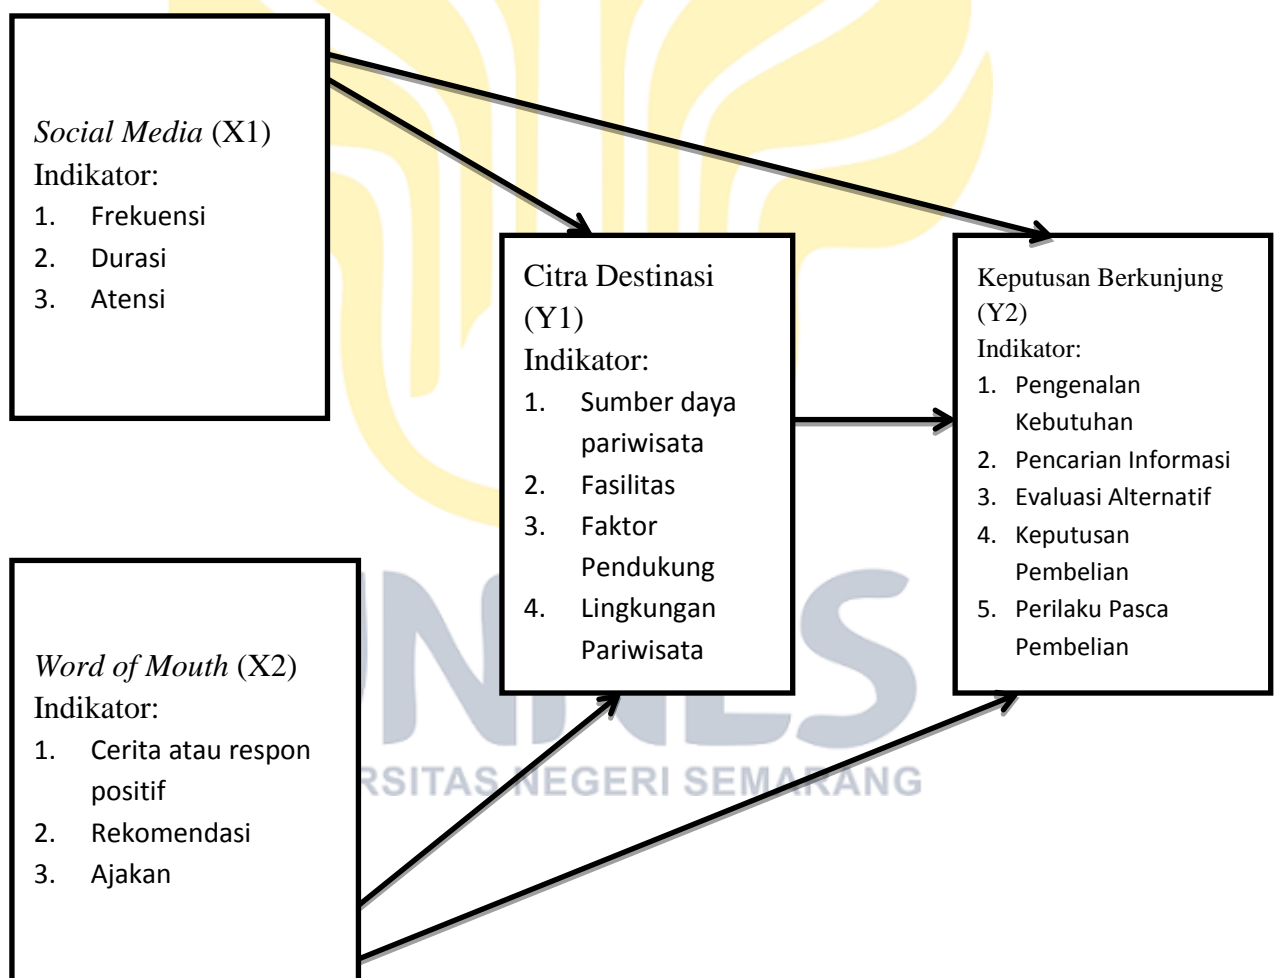 Social Media (X1)
Indikator:
1. Frekuensi
2. Durasi
3. Atensi
Citra Destinasi
(Y1)
Indikator:
1. Sumber daya
pariwisata
2. Fasilitas
3. Faktor
Pendukung
4. Lingkungan
Pariwisata
Keputusan Berkunjung
(Y2)
Indikator:
1. Pengenalan
Kebutuhan
2. Pencarian Informasi
3. Evaluasi Alternatif
4. Keputusan
Pembelian
5. Perilaku Pasca
Pembelian
Word of Mouth (X2)
Indikator:
1. Cerita atau respon
positif
2. Rekomendasi
3. Ajakan
NEGERI SEMARANG